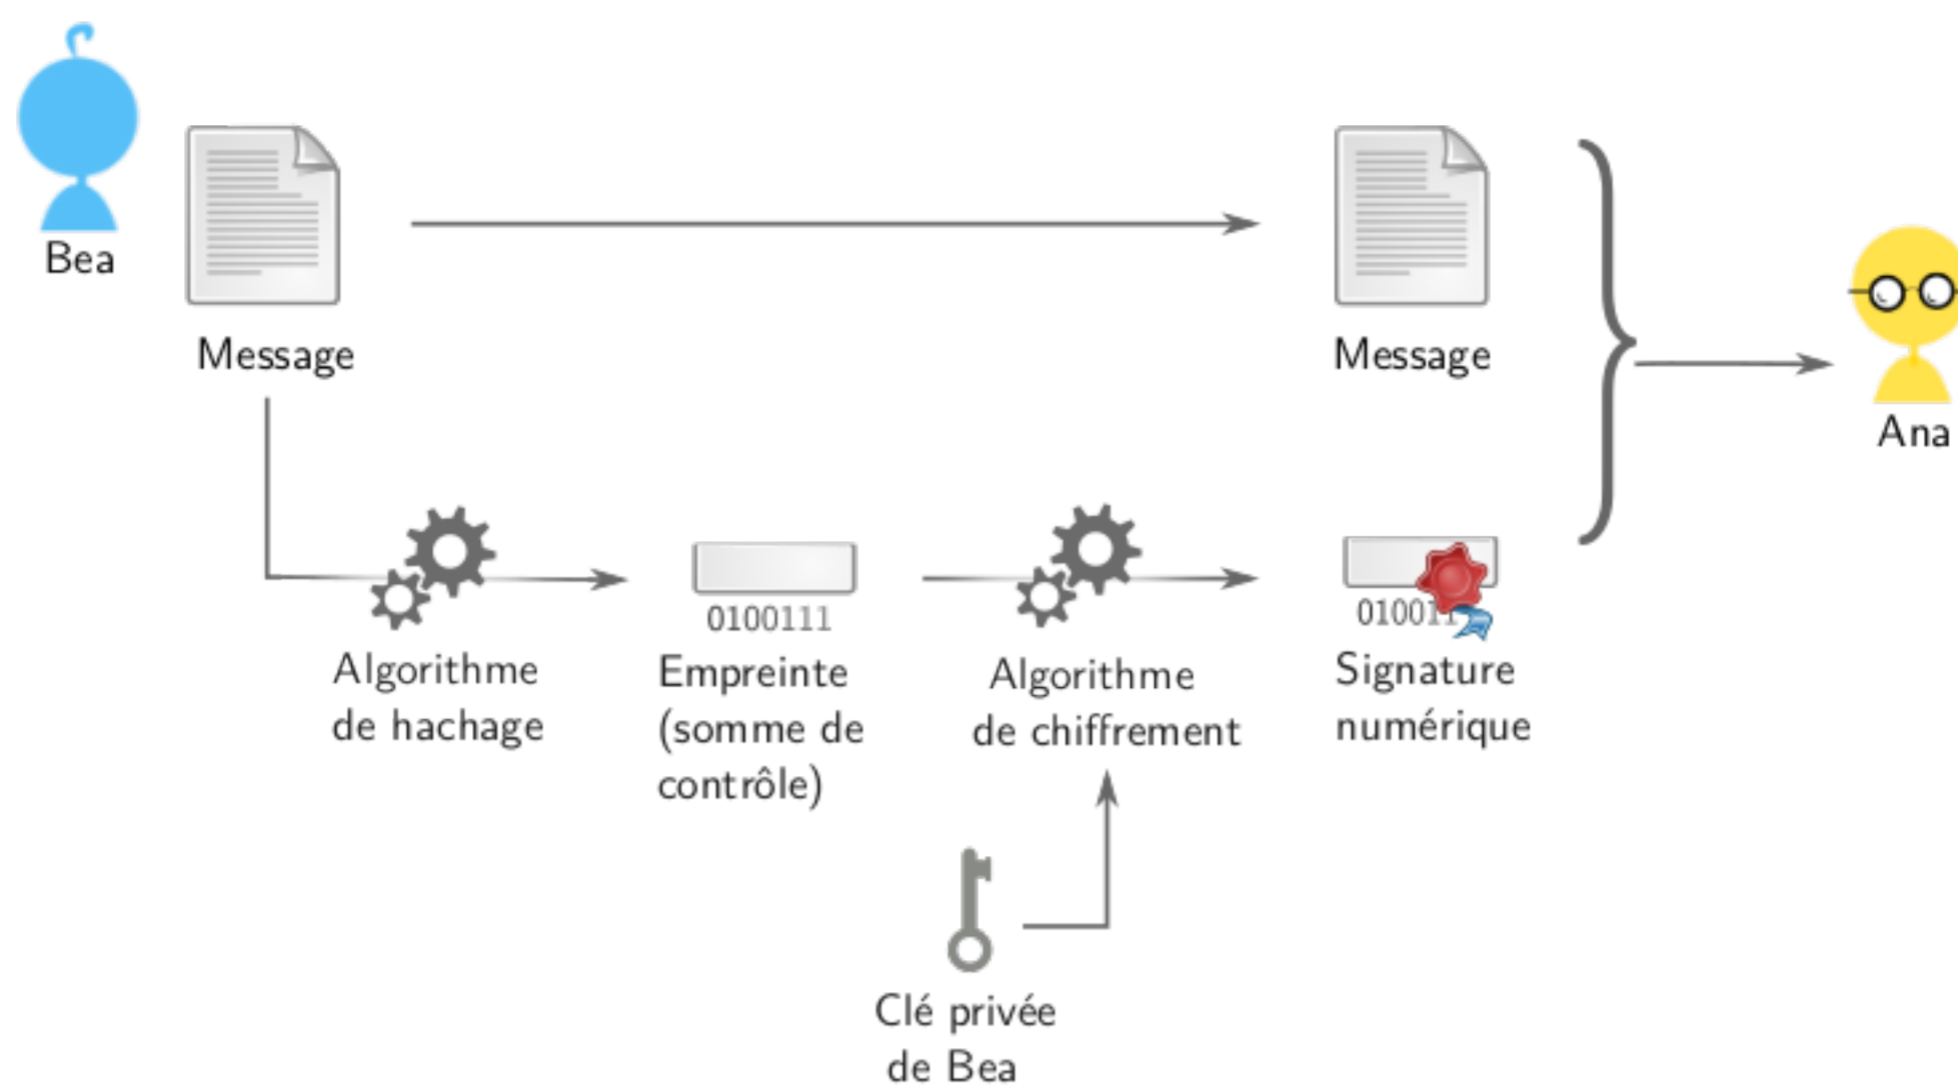 Bea
Message
Message
Ana
0100111
Algorithme
de hachage
Empreinte
(somme de
contrôle)
Algorithme
de chiffrement
010011
Signature
numérique
Clé privée
de Bea